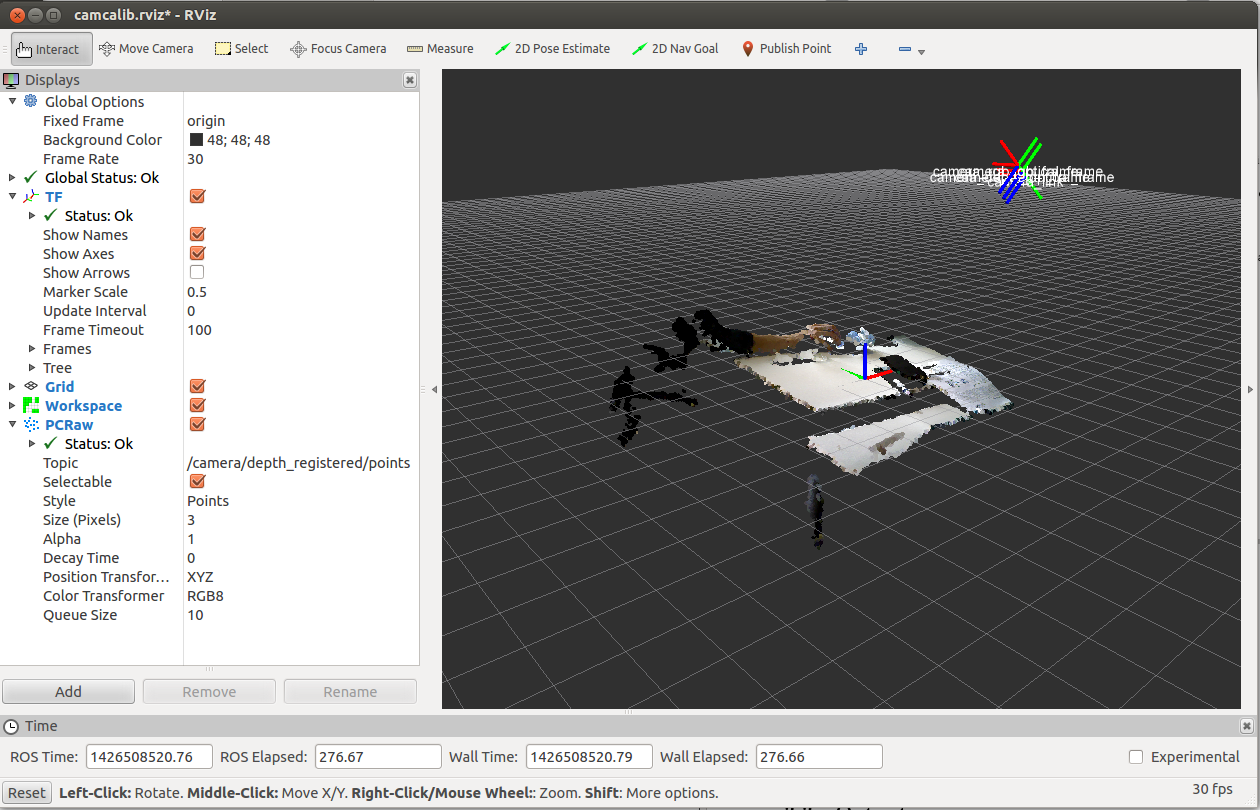 camcalib.rviz* - RViz
Interact Move Camera Select Focus Camera Measure 2D Pose Estimate 2D Nav Goal Publish Point
Displays
Global Options
Fixed Frame origin
Background Color 48; 48; 48
Frame Rate 30
Global Status: Ok
TF
Status: Ok
Show Names
Show Axes
Show Arrows
Marker Scale 0.5
Update Interval 0
Frame Timeout 100
Frames
Tree
Grid
Workspace
PCRaw
Status: Ok
Topic /camera/depth_registered/points
Selectable
Style Points
Size (Pixels) 3
Alpha 1
Decay Time 0
Position Transfor... XYZ
Color Transformer RGB8
Queue Size 10
Add Remove Rename
Time
ROS Time: 1426508520.76 ROS Elapsed: 276.67 Wall Time: 1426508520.79 Wall Elapsed: 276.66 Experimental
Reset Left-Click: Rotate. Middle-Click: Move X/Y. Right-Click/Mouse Wheel:: Zoom. Shift: More options. 30 fps